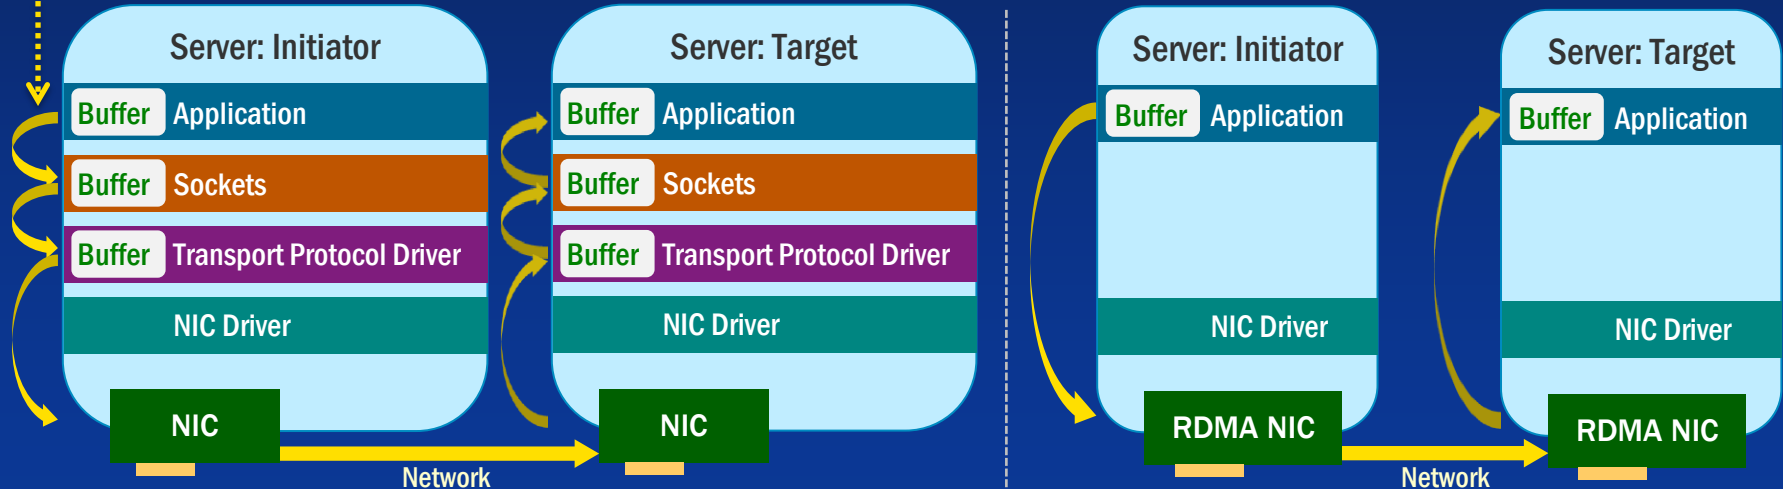 Server: Initiator
Buffer Application
Buffer Sockets
Buffer Transport Protocol Driver
NIC Driver
NIC
Server: Target
Buffer Application
Buffer Sockets
Buffer Transport Protocol Driver
NIC Driver
NIC
Network
Server: Initiator
Buffer Application
NIC Driver
RDMA NIC
Server: Target
Buffer Application
NIC Driver
RDMA NIC
Network